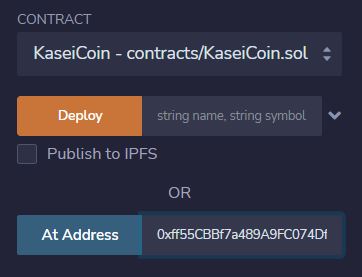 CONTRACT
KaseiCoin - contracts/KaseiCoin.sol
Deploy string name, string symbol
Publish to IPFS
OR
At Address 0xff55CBBf7a489A9FC074Df